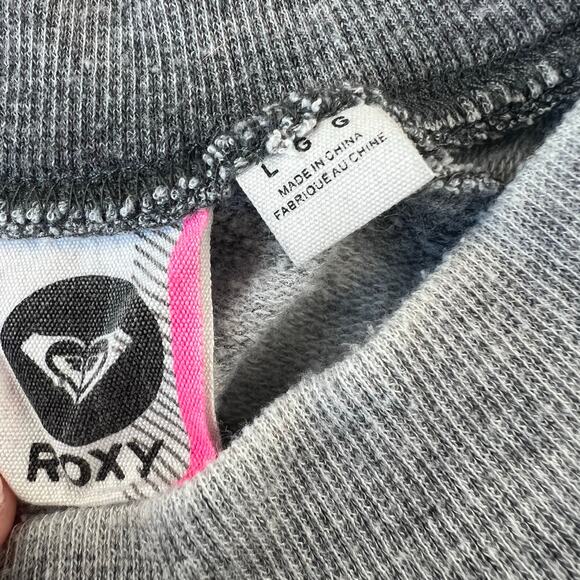 L G G
MADE IN CHINA
FABRIQUE AU CHINE
ROXY